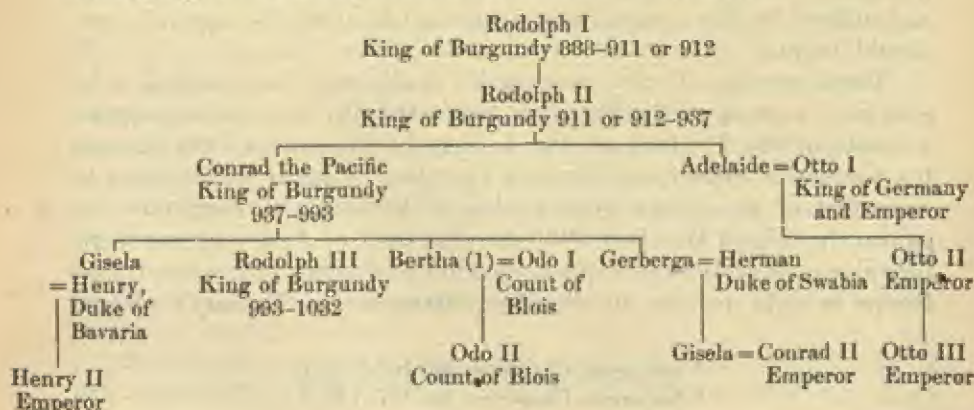 Rodolph I
King of Burgundy 888–911 or 912
Rodolph II
King of Burgundy 911 or 912–937
Conrad the Pacific
King of Burgundy
937–993
Adelaide = Otto I
King of Germany
and Emperor
Gisela
= Henry,
Duke of
Bavaria
Rodolph III
King of Burgundy
993–1032
Bertha (1) = Odo I
Count of
Blois
Gerberga = Herman
Duke of Swabia
Otto II
Emperor
Henry II
Emperor
Odo II
Count of Blois
Gisela = Conrad II
Emperor
Otto III
Emperor